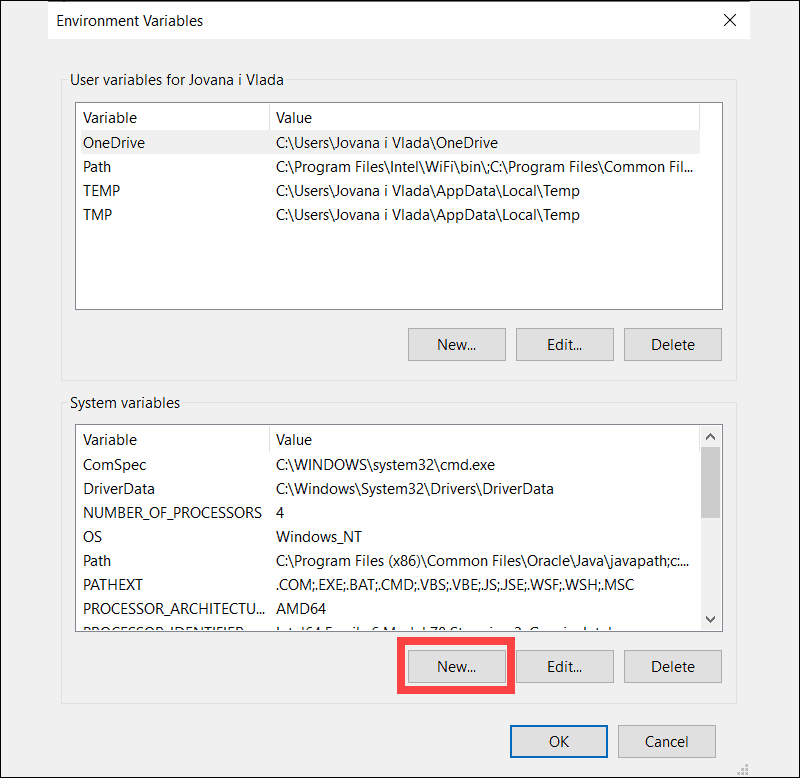 Environment Variables
User variables for Jovana i Vlada
Variable Value
OneDrive C:\Users\Jovana i Vlada\OneDrive
Path C:\Program Files\Intel\WiFi\bin\;C:\Program Files\Common Fil...
TEMP C:\Users\Jovana i Vlada\AppData\Local\Temp
TMP C:\Users\Jovana i Vlada\AppData\Local\Temp
New... Edit... Delete
System variables
Variable Value
ComSpec C:\WINDOWS\system32\cmd.exe
DriverData C:\Windows\System32\Drivers\DriverData
NUMBER_OF_PROCESSORS 4
OS Windows_NT
Path C:\Program Files (x86)\Common Files\Oracle\Java\javapath;c:...
PATHEXT .COM;.EXE;.BAT;.CMD;.VBS;.VBE;.JS;.JSE;.WSF;.WSH;.MSC
PROCESSOR_ARCHITECTU... AMD64
New... Edit... Delete
OK Cancel